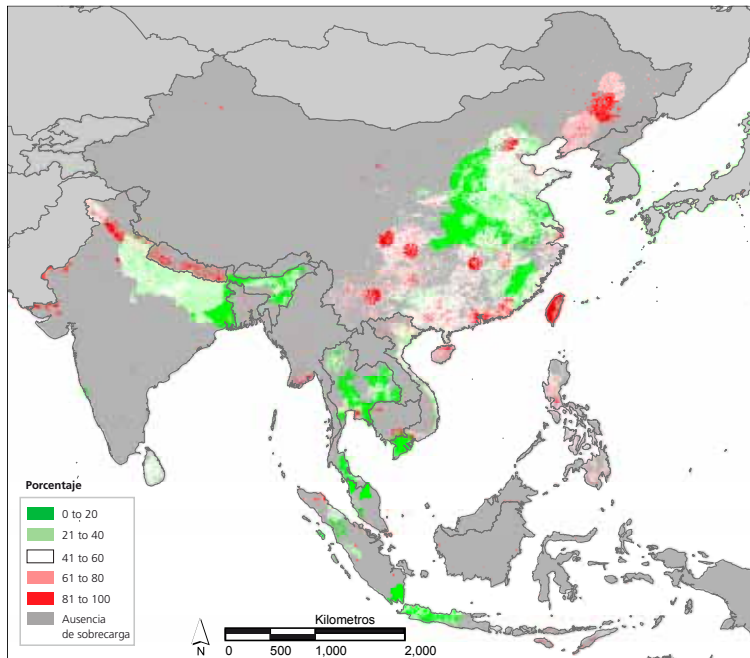 Porcentaje
0 to 20
21 to 40
41 to 60
61 to 80
81 to 100
Ausencia
de sobrecarga
N
Kilometros
0 500 1,000 2,000